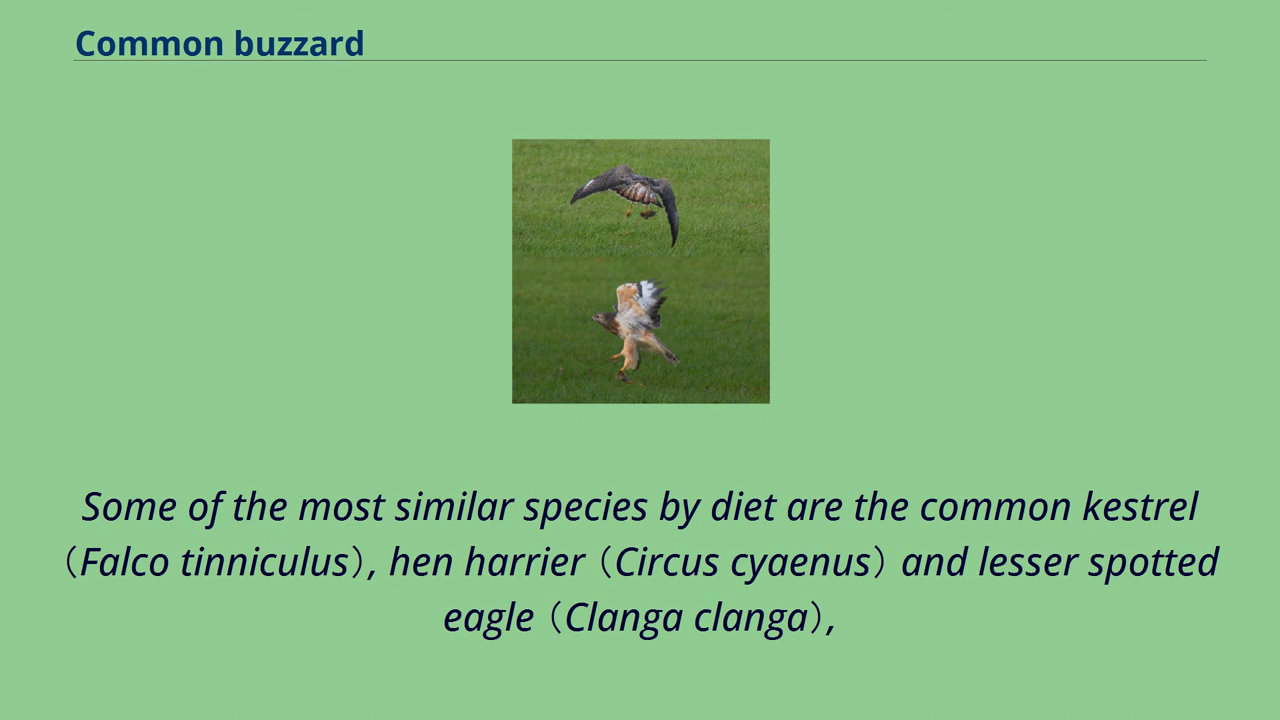 Common buzzard
Some of the most similar species by diet are the common kestrel
（Falco tinniculus）, hen harrier（Circus cyaenus）and lesser spotted
eagle（Clanga clanga）,